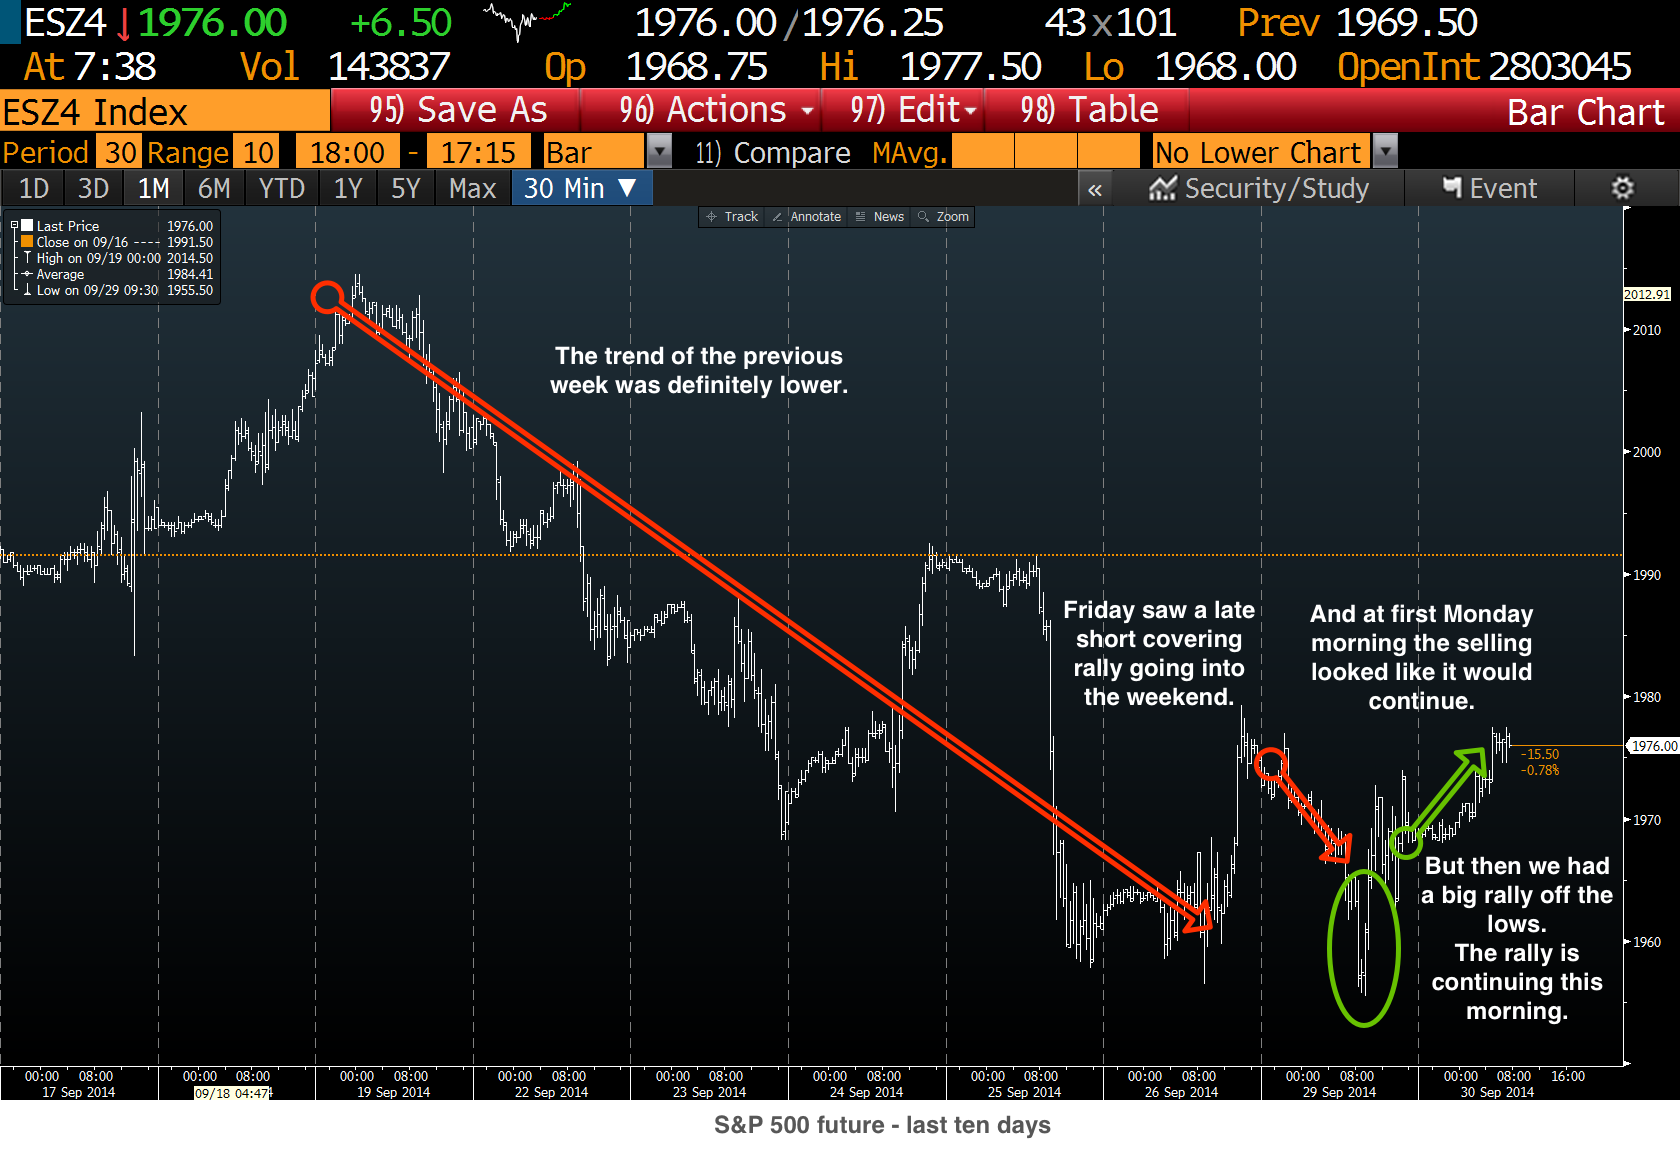 ESZ4 ↓1976.00 +6.50 1976.00/1976.25 43x101 Prev 1969.50
At 7:38 Vol 143837 Op 1968.75 Hi 1977.50 Lo 1968.00 OpenInt 2803045
ESZ4 Index 95) Save As 96) Actions 97) Edit 98) Table Bar Chart
Period 30 Range 10 18:00 - 17:15 Bar 11) Compare MAvg. No Lower Chart
1D 3D 1M 6M YTD 1Y 5Y Max 30 Min ▼ « Security/Study Event
Track Annotate News Zoom
Last Price 1976.00
Close on 09/16 ---- 1991.50
High on 09/19 00:00 2014.50
Average 1984.41
Low on 09/29 09:30 1955.50
The trend of the previous
week was definitely lower.
Friday saw a late
short covering
rally going into
the weekend.
And at first Monday
morning the selling
looked like it would
continue.
But then we had
a big rally off the
lows.
The rally is
continuing this
morning.
-15.50
-0.78%
2012.91
2010
2000
1990
1980
1976.00
1970
1960
00:00 08:00 00:00 08:00 00:00 08:00 00:00 08:00 00:00 08:00 00:00 08:00 00:00 08:00 00:00 08:00 00:00 08:00 00:00 08:00 16:00
17 Sep 2014 09/18 04:47 19 Sep 2014 22 Sep 2014 23 Sep 2014 24 Sep 2014 25 Sep 2014 26 Sep 2014 29 Sep 2014 30 Sep 2014
S&P 500 future - last ten days